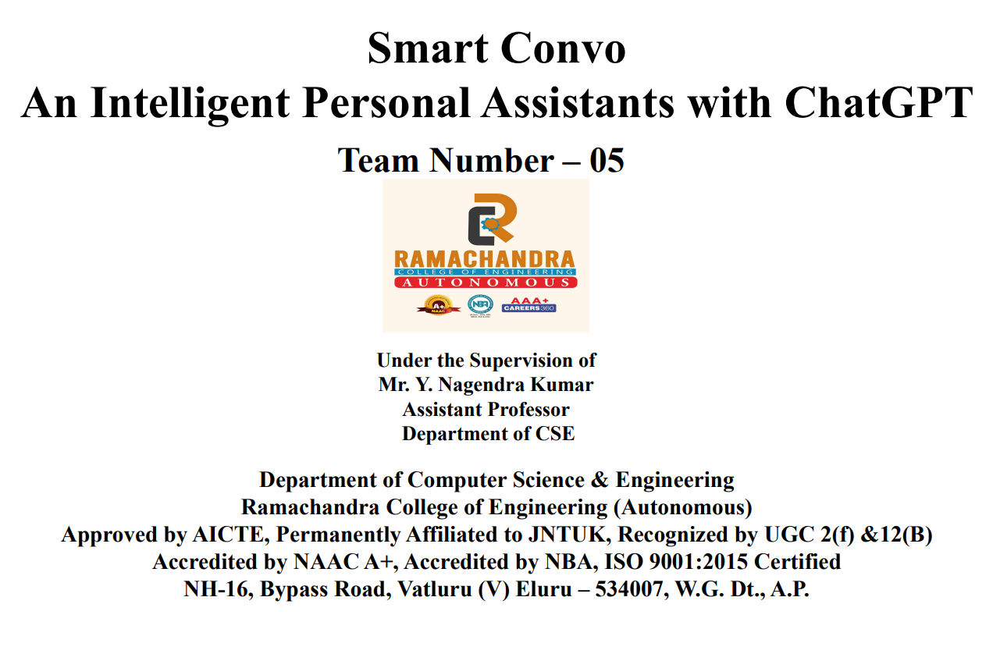 Smart Convo
An Intelligent Personal Assistants with ChatGPT
Team Number – 05
RAMACHANDRA
COLLEGE OF ENGINEERING
AUTONOMOUS
A+
NAAC
NBA
AAA+
CAREERS360
Under the Supervision of
Mr. Y. Nagendra Kumar
Assistant Professor
Department of CSE
Department of Computer Science & Engineering
Ramachandra College of Engineering (Autonomous)
Approved by AICTE, Permanently Affiliated to JNTUK, Recognized by UGC 2(f) &12(B)
Accredited by NAAC A+, Accredited by NBA, ISO 9001:2015 Certified
NH-16, Bypass Road, Vatluru (V) Eluru – 534007, W.G. Dt., A.P.